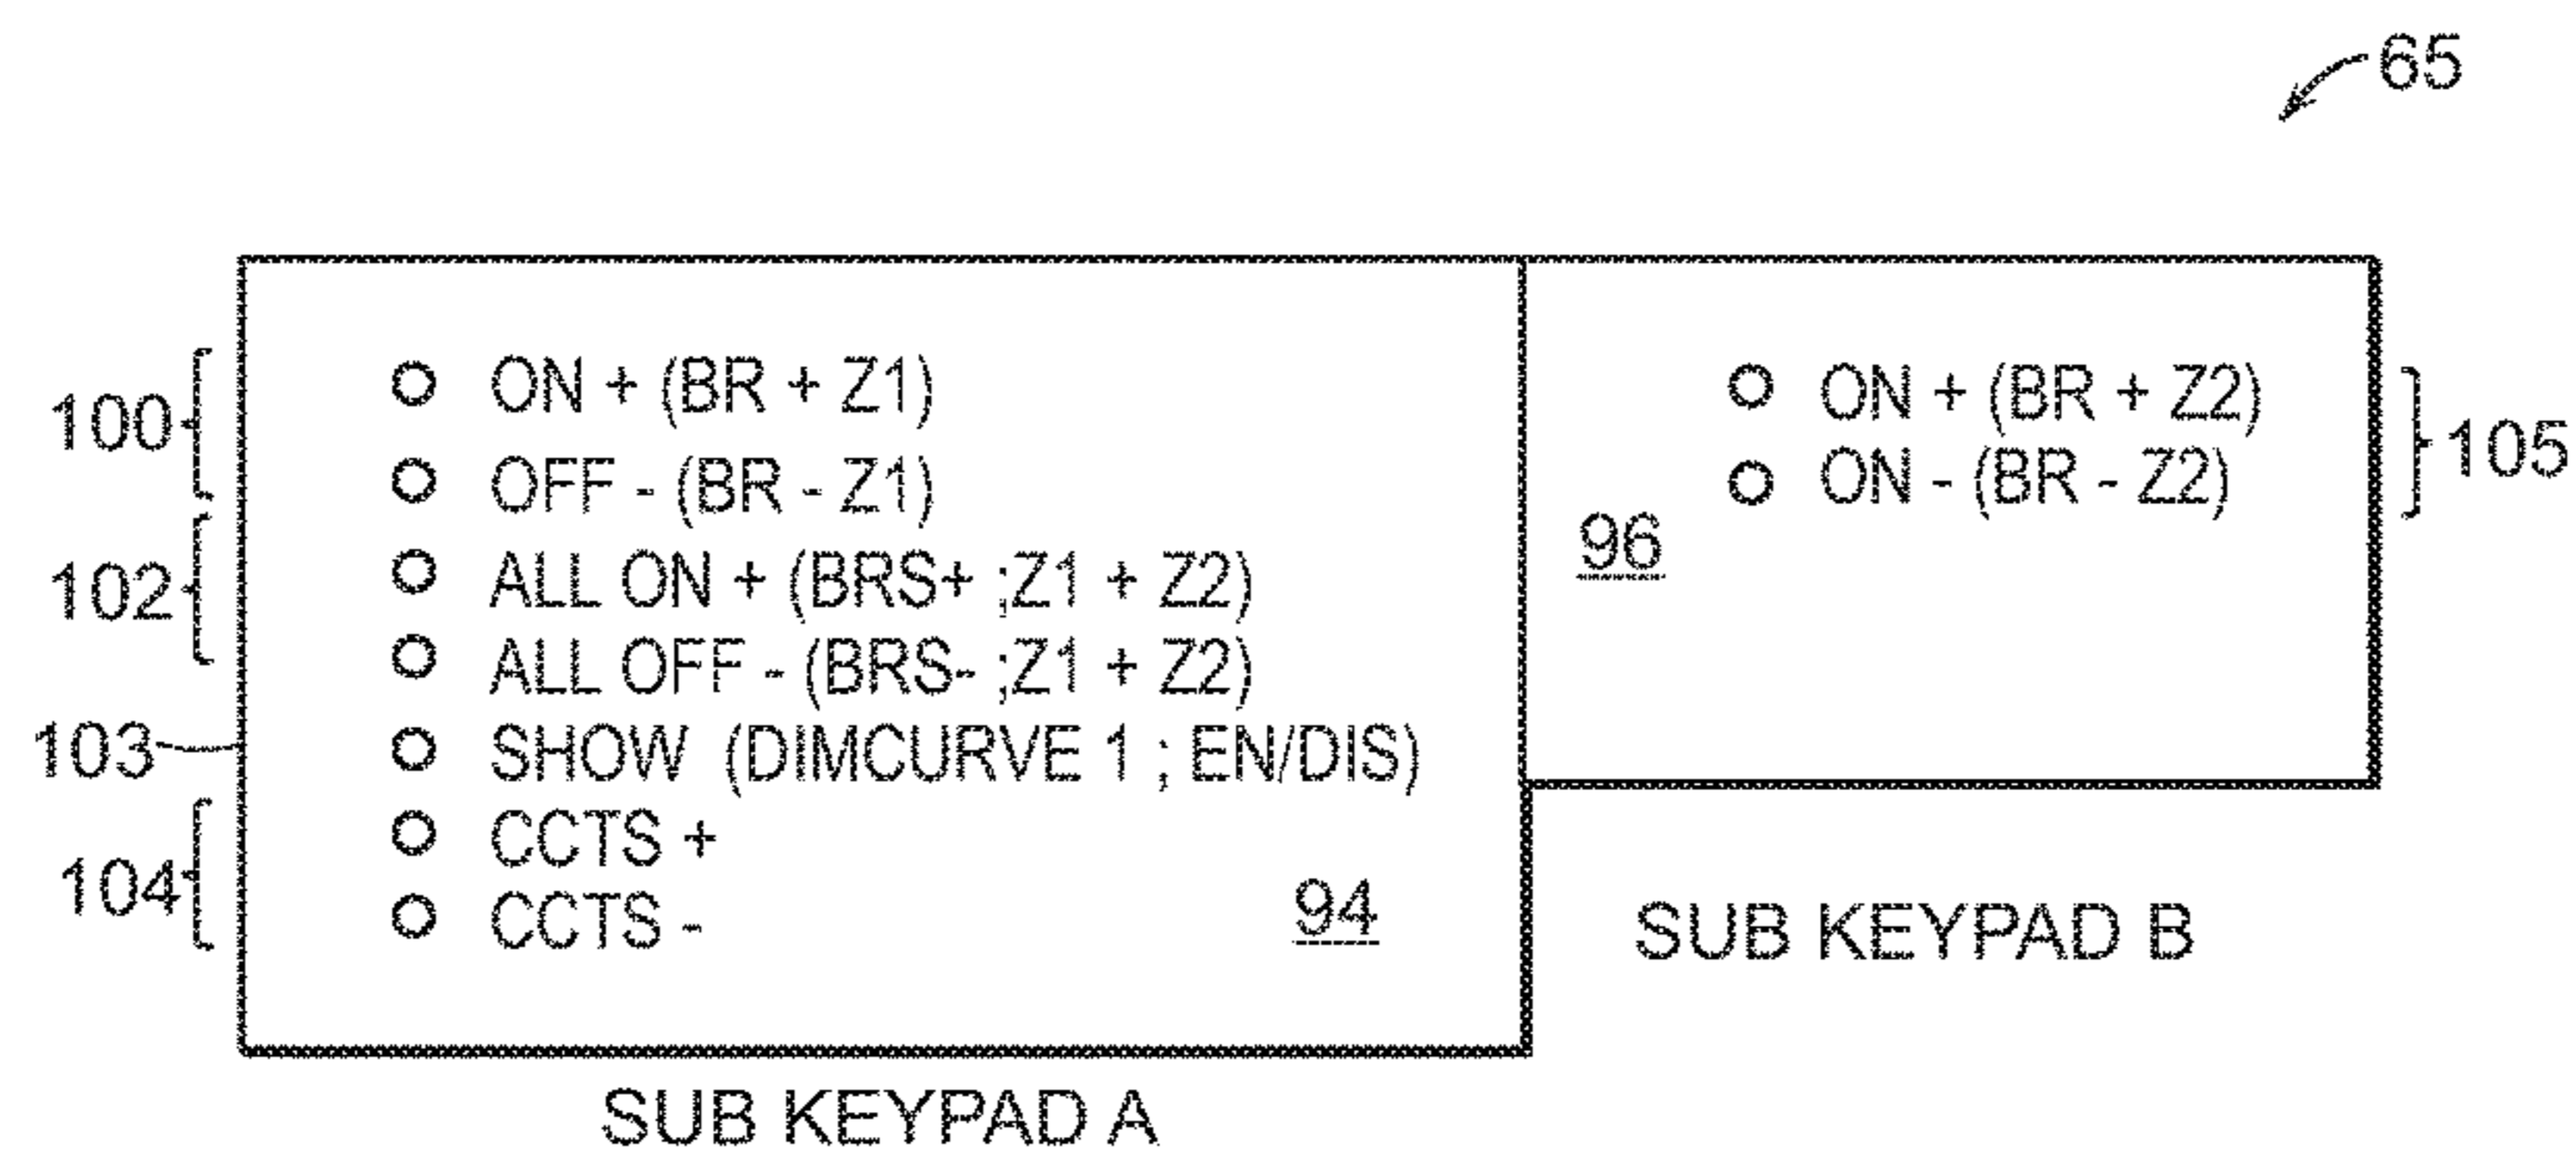 65
100
ON + (BR + Z1)
OFF - (BR - Z1)
102
ALL ON + (BRS+ ;Z1 + Z2)
ALL OFF - (BRS- ;Z1 + Z2)
103
SHOW (DIMCURVE 1 ; EN/DIS)
104
CCTS +
CCTS -
94
SUB KEYPAD A
ON + (BR + Z2)
ON - (BR - Z2)
105
96
SUB KEYPAD B